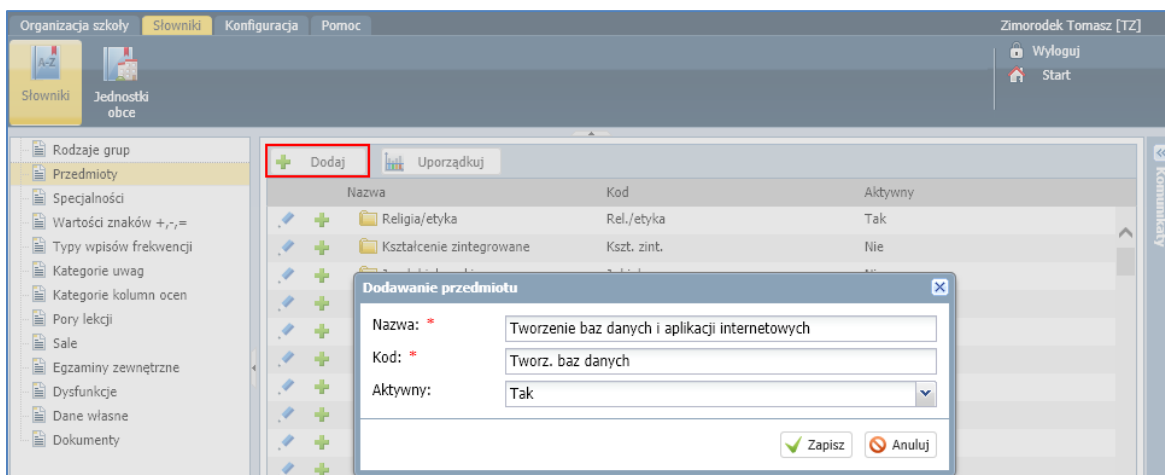 Organizacja szkoły Słowniki Konfiguracja Pomoc Zimorodek Tomasz [TZ]
A-Z
Słowniki
Jednostki
obce
Wyloguj
Start
Rodzaje grup
Przedmioty
Specjalności
Wartości znaków +,-,=
Typy wpisów frekwencji
Kategorie uwag
Kategorie kolumn ocen
Pory lekcji
Sale
Egzaminy zewnętrzne
Dysfunkcje
Dane własne
Dokumenty
Dodaj Uporządkuj
Nazwa Kod Aktywny
Religia/etyka Rel./etyka Tak
Kształcenie zintegrowane Kszt. zint. Nie
Dodawanie przedmiotu
Nazwa: * Tworzenie baz danych i aplikacji internetowych
Kod: * Tworz. baz danych
Aktywny: Tak
Zapisz Anuluj
Komunikaty